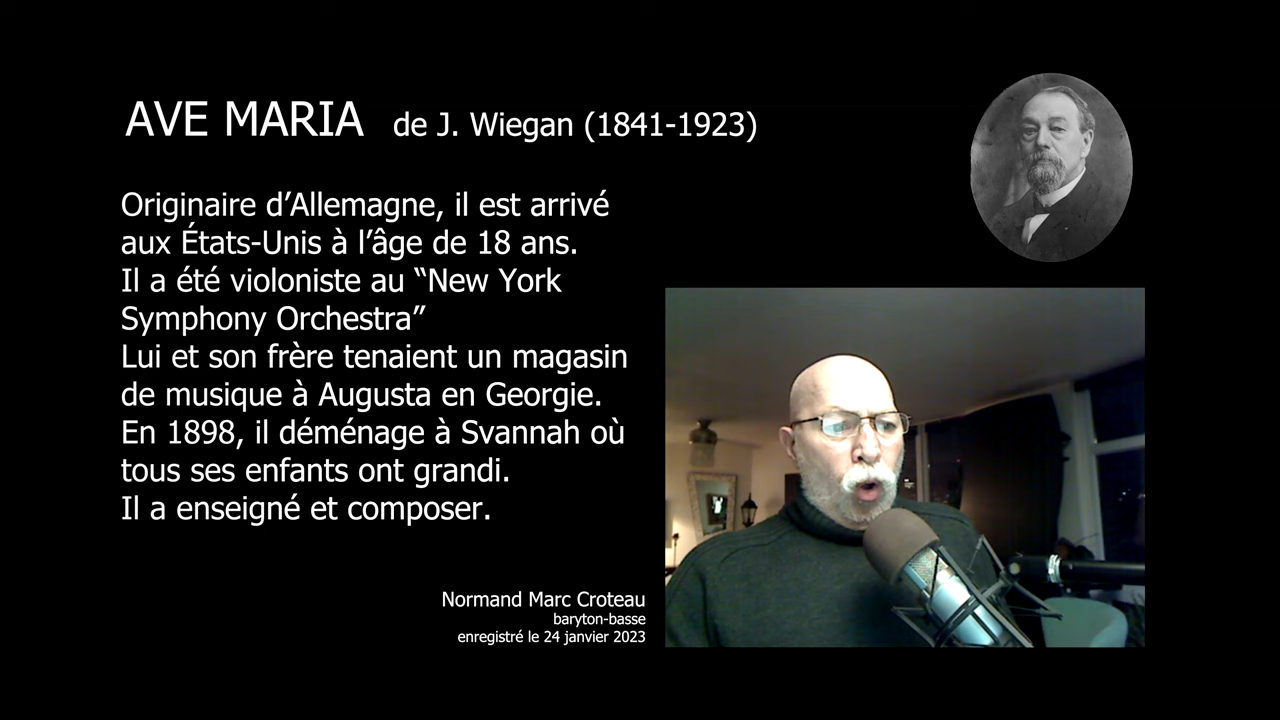 AVE MARIA de J. Wiegan (1841-1923)
Originaire d’Allemagne, il est arrivé
aux États-Unis à l’âge de 18 ans.
Il a été violoniste au “New York
Symphony Orchestra”
Lui et son frère tenaient un magasin
de musique à Augusta en Georgie.
En 1898, il déménage à Svannah où
tous ses enfants ont grandi.
Il a enseigné et composer.
Normand Marc Croteau
baryton-basse
enregistré le 24 janvier 2023